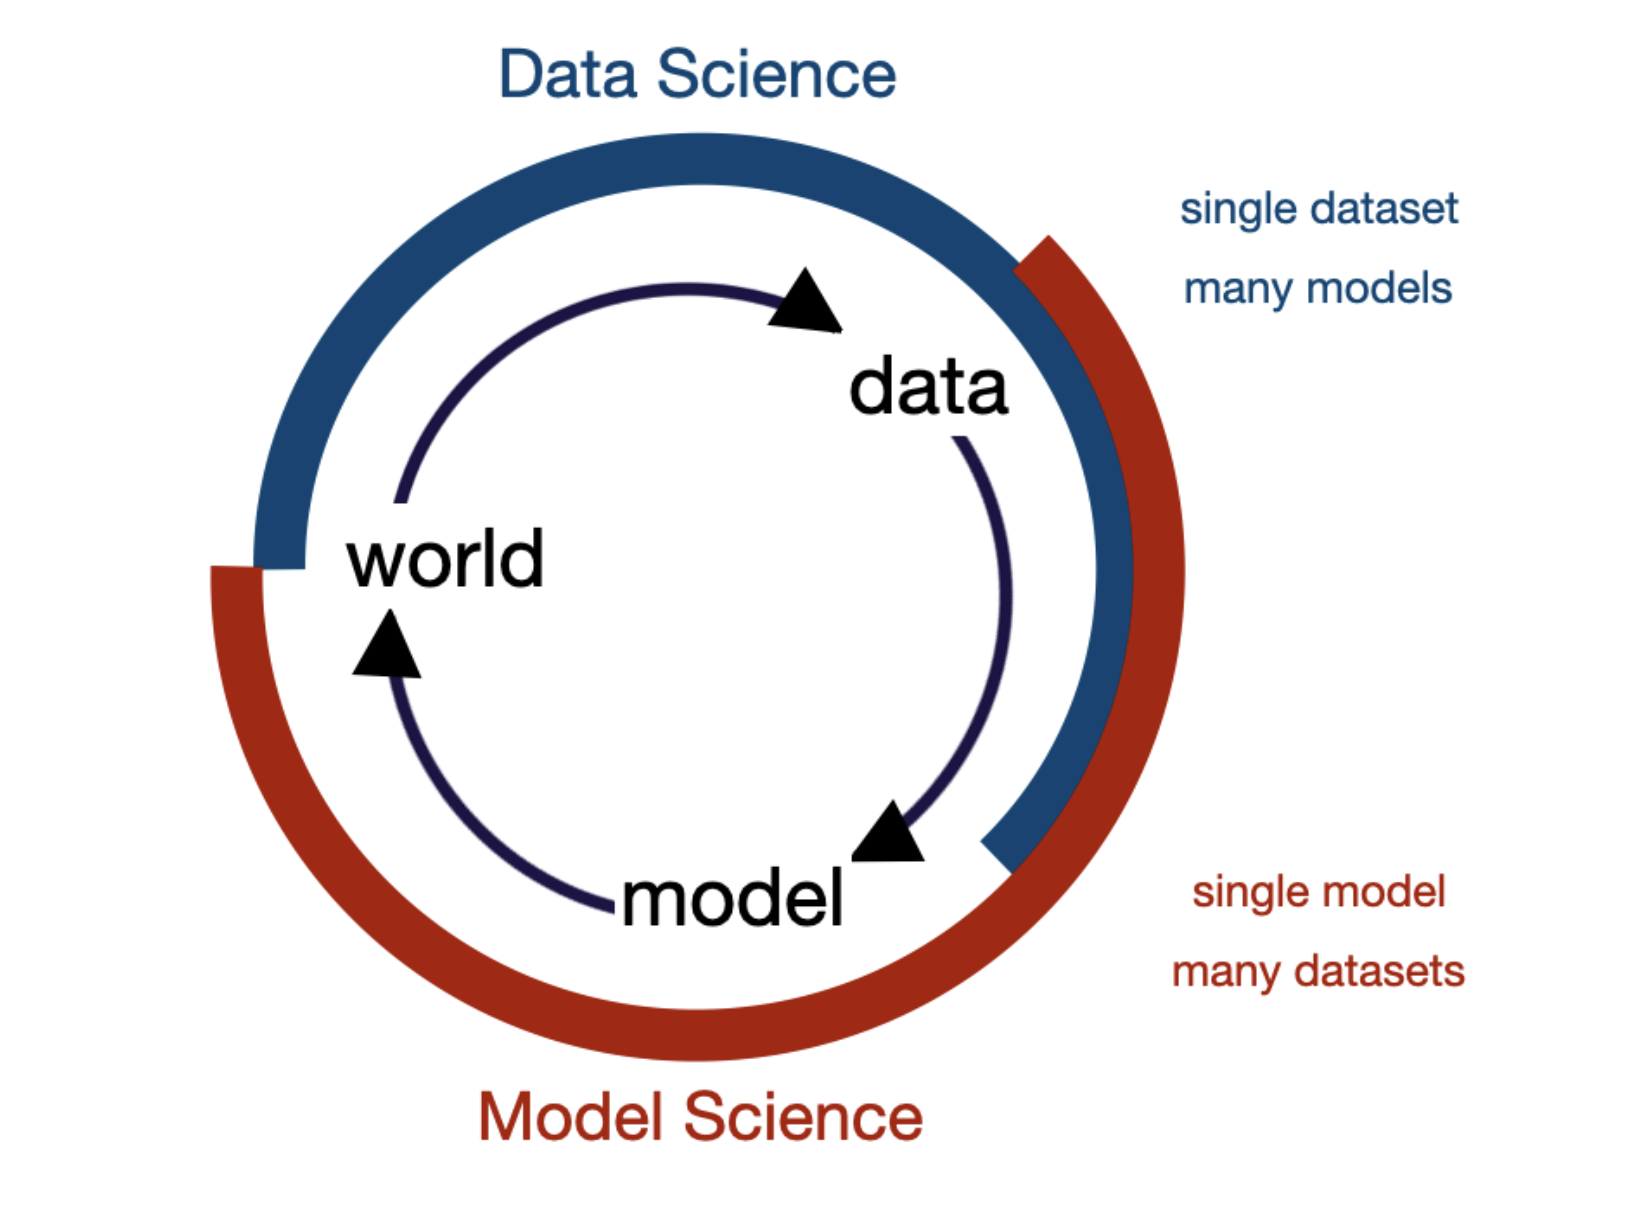 Data Science
single dataset
many models
data
world
model
single model
many datasets
Model Science